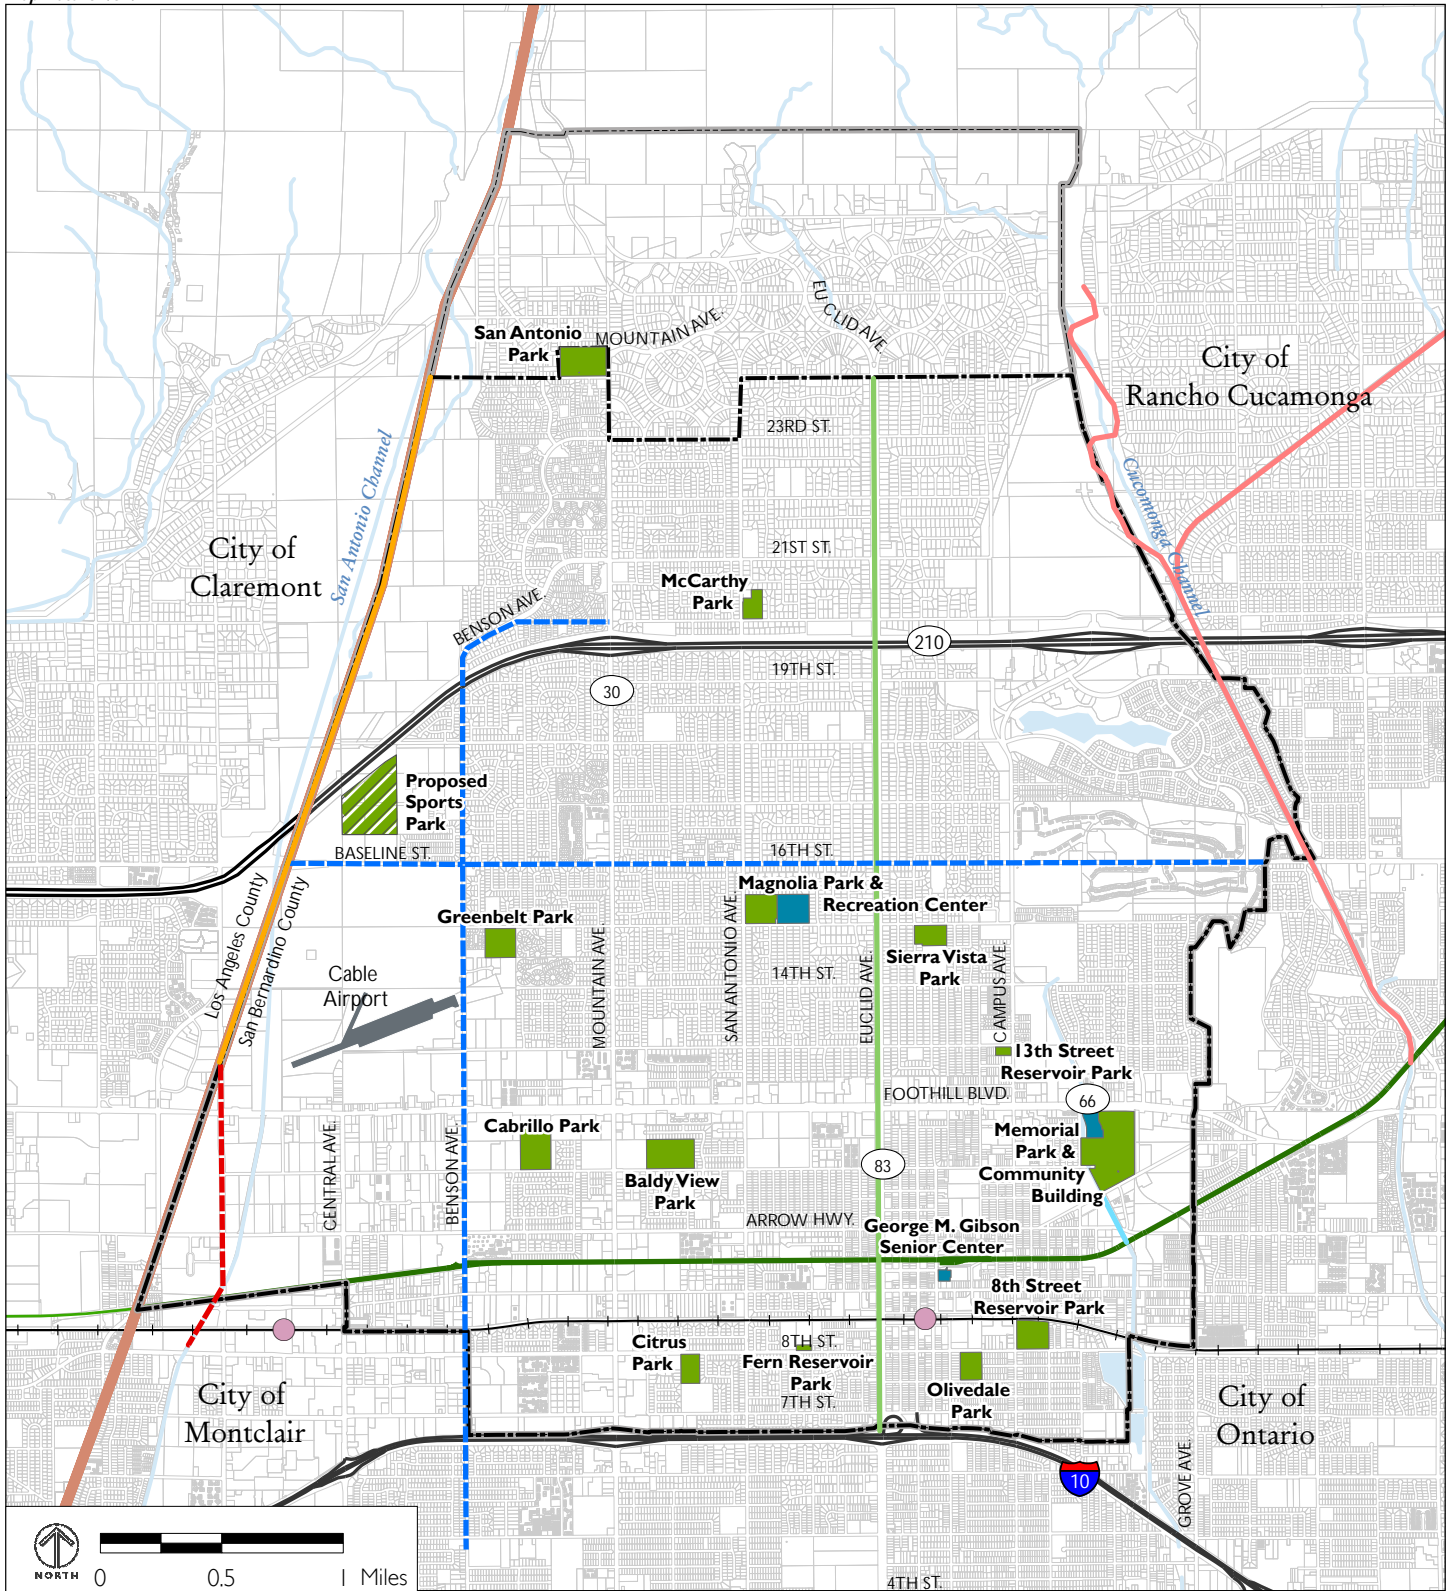 San Antonio
Park
MOUNTAIN AVE.
EUCLID AVE.
City of
Rancho Cucamonga
23RD ST.
San Antonio Channel
Cucomonga Channel
City of
Claremont
21ST ST.
McCarthy
Park
BENSON AVE.
210
19TH ST.
30
Proposed
Sports
Park
BASELINE ST.
16TH ST.
Los Angeles County
San Bernardino County
Magnolia Park &
Recreation Center
Greenbelt Park
Sierra Vista
Park
Cable
Airport
14TH ST.
MOUNTAIN AVE.
SAN ANTONIO AVE.
EUCLID AVE.
CAMPUS AVE.
13th Street
Reservoir Park
FOOTHILL BLVD.
66
Cabrillo Park
Memorial
Park &
Community
Building
CENTRAL AVE.
BENSON AVE.
Baldy View
Park
83
ARROW HWY.
George M. Gibson
Senior Center
8th Street
Reservoir Park
8TH ST.
Citrus
Park
Fern Reservoir
Park
7TH ST.
Olivedale
Park
City of
Montclair
City of
Ontario
10
GROVE AVE.
NORTH
0 0.5 1 Miles
4TH ST.